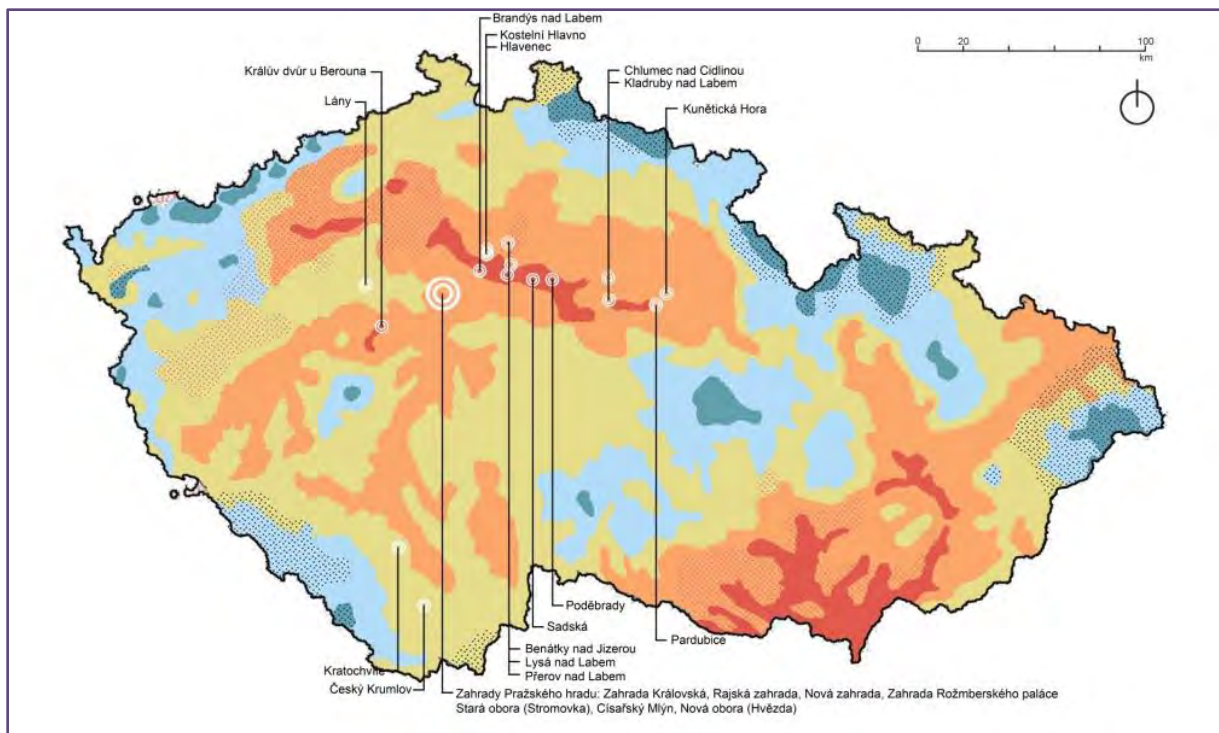 Brandýs nad Labem
Kostelní Hlavno
Hlavenec
Králův dvůr u Berouna
Lány
Chlumec nad Cidlinou
Kladruby nad Labem
Kunětická Hora
0 20 100
km
Poděbrady
Sadská
Pardubice
Benátky nad Jizerou
Lysá nad Labem
Přerov nad Labem
Kratochvíle
Český Krumlov
Zahrady Pražského hradu: Zahrada Královská, Rajská zahrada, Nová zahrada, Zahrada Rožmberského paláce
Stará obora (Stromovka), Císařský Mlýn, Nová obora (Hvězda)